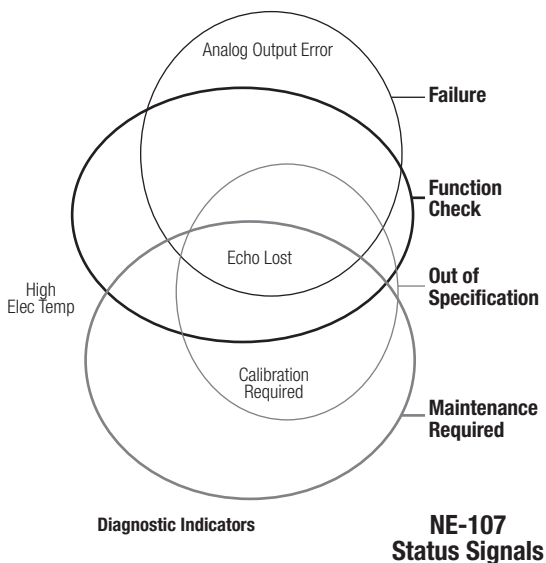 Analog Output Error
Failure
Function
Check
Echo Lost
High
Elec Temp
Out of
Specification
Calibration
Required
Maintenance
Required
Diagnostic Indicators
NE-107
Status Signals